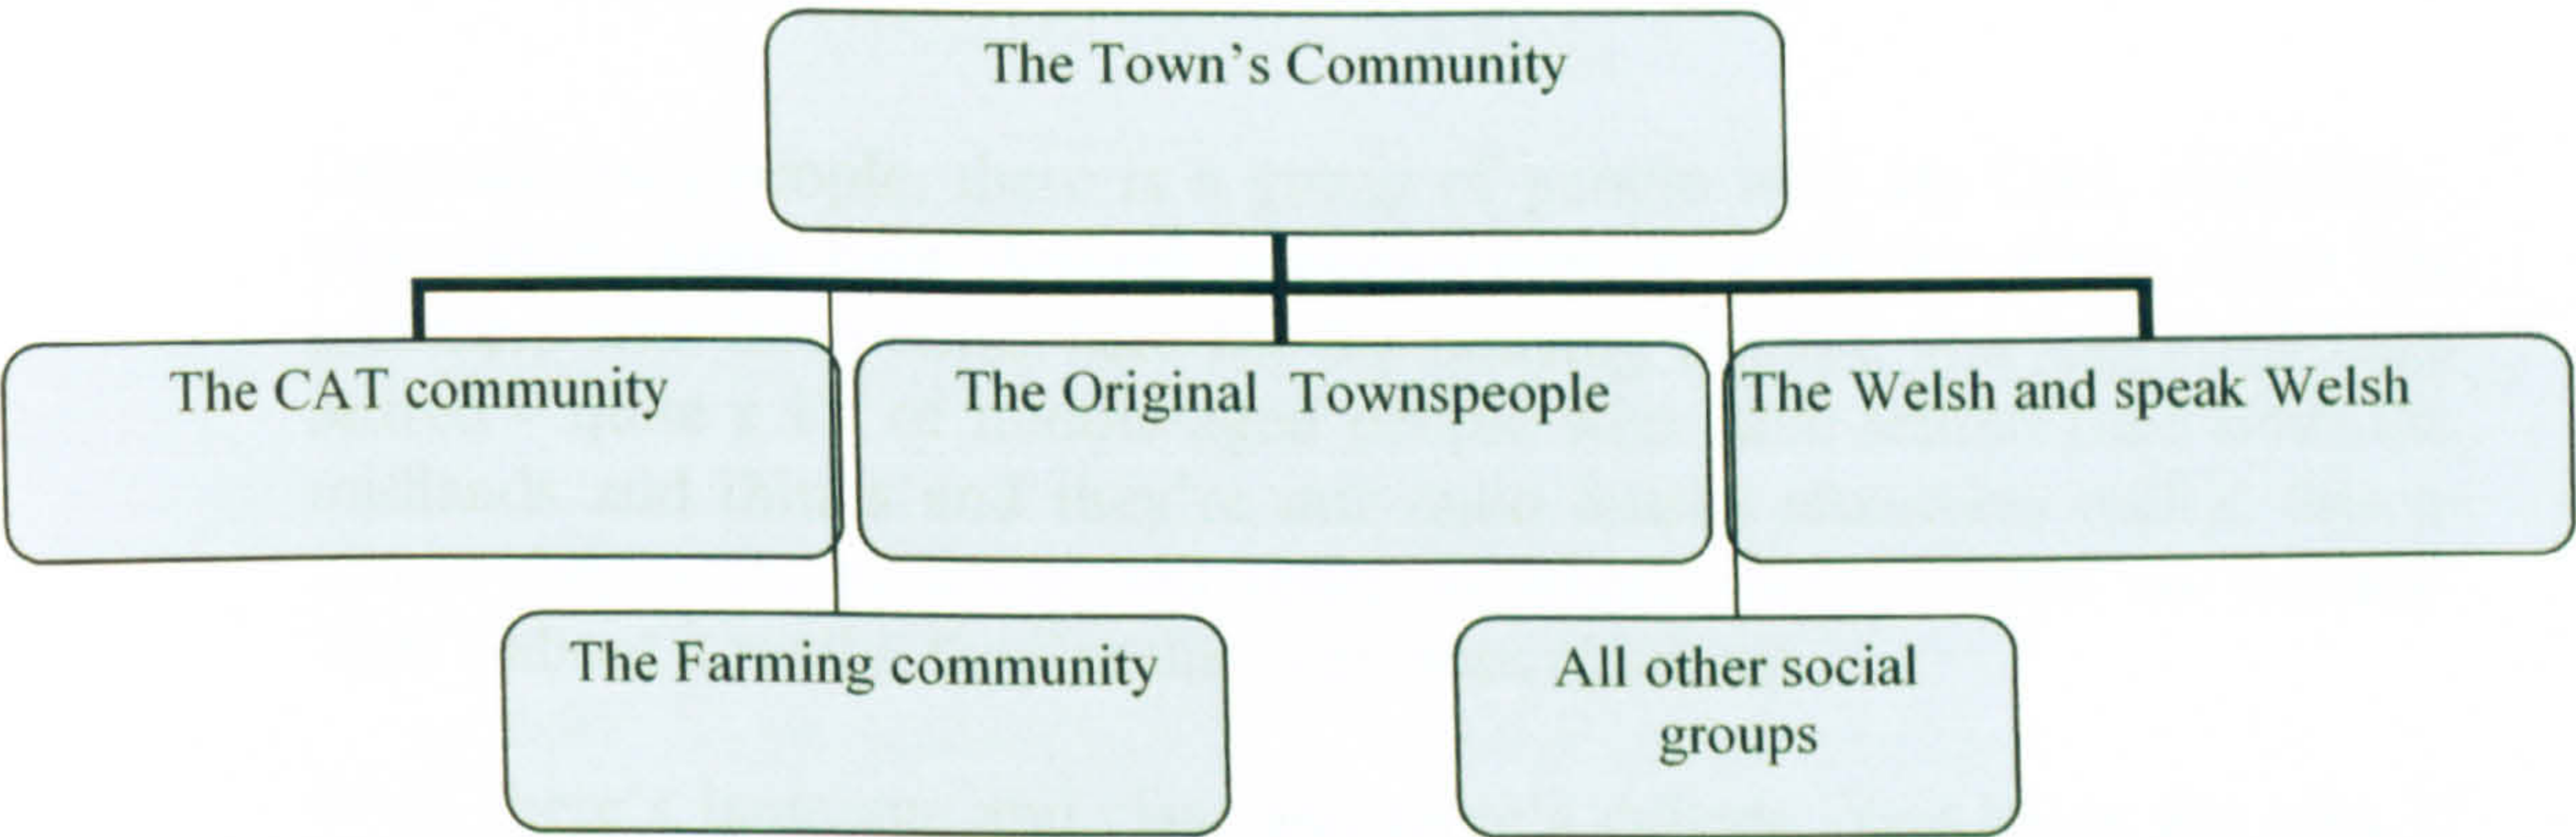 The Town's Community
The CAT community
The Original Townspeople
The Welsh and speak Welsh
The Farming community
All other social
groups